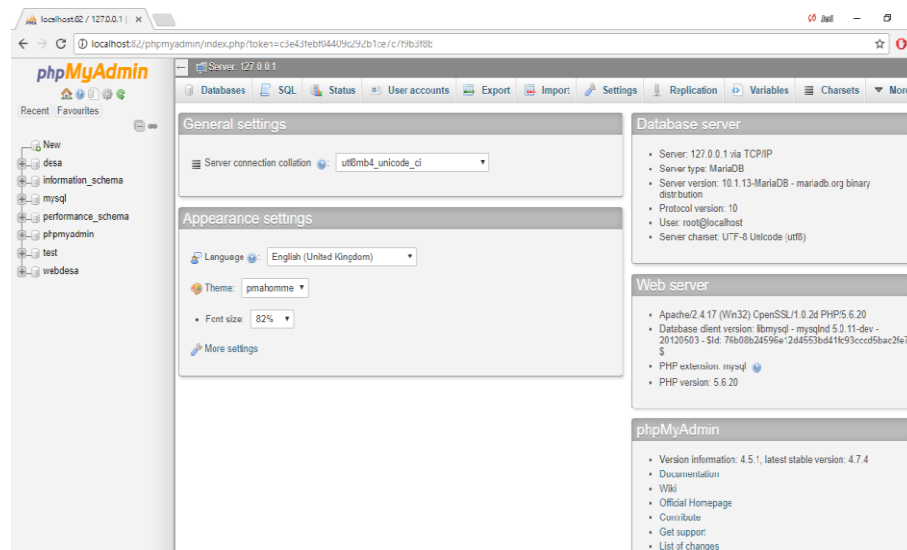 localhost:82 / 127.0.0.1 |
localhost:82/phpmyadmin/index.php?token=c3e43febf04409c292b1ce7c7f9b3f8b
phpMyAdmin
Recent Favourites
New
desa
information_schema
mysql
performance_schema
phpmyadmin
test
webdesa
Server: 127.0.0.1
Databases SQL Status User accounts Export Import Settings Replication Variables Charsets More
General settings
Server connection collation : utf8mb4_unicode_ci
Appearance settings
Language : English (United Kingdom)
Theme: pmahomme
Font size: 82%
More settings
Database server
Server: 127.0.0.1 via TCP/IP
Server type: MariaDB
Server version: 10.1.13-MariaDB - mariadb.org binary
distribution
Protocol version: 10
User: root@localhost
Server charset: UTF-8 Unicode (utf8)
Web server
Apache/2.4.17 (Win32) OpenSSL/1.0.2d PHP/5.6.20
Database client version: libmysql - mysqlnd 5.0.11-dev -
20120503 - $Id: 76b08b24596e12d4553bd41fc93cccd5bac2fe7
$
PHP extension: mysql
PHP version: 5.6.20
phpMyAdmin
Version information: 4.5.1, latest stable version: 4.7.4
Documentation
Wiki
Official Homepage
Contribute
Get support
List of changes